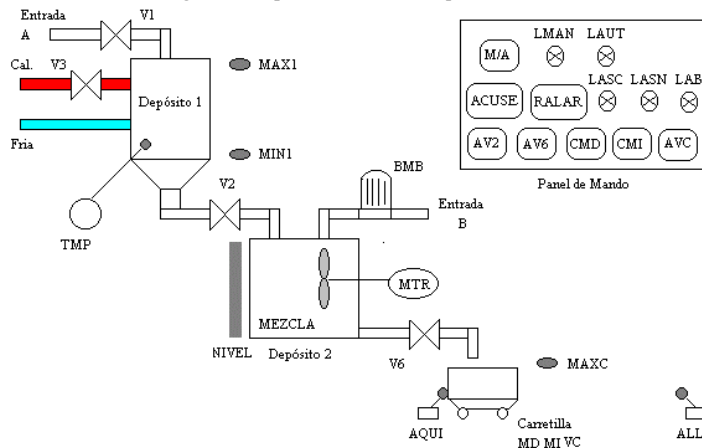 Entrada
A
V1
Cal.
V3
Depósito 1
MAX1
Fria
MIN1
V2
TMP
BMB
Entrada
B
MTR
MEZCLA
NIVEL
Depósito 2
V6
MAXC
AQUI
Carretilla
MD MI VC
ALL
LMAN
LAUT
M/A
LASC
LASN
LAB
ACUSE
RALAR
AV2
AV6
CMD
CMI
AVC
Panel de Mando